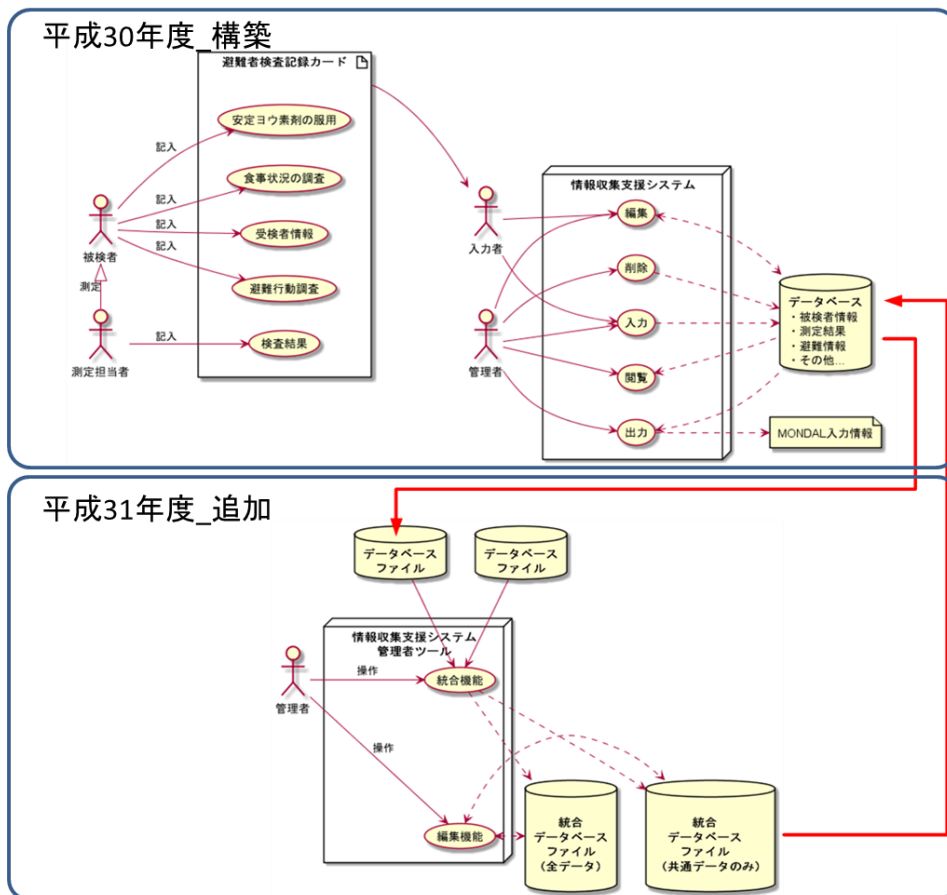 平成30年度_構築
避難者検査記録カード
安定ヨウ素剤の服用
記入
食事状況の調査
記入
受検者情報
記入
避難行動調査
記入
被検者
測定
検査結果
記入
測定担当者
入力者
管理者
情報収集支援システム
編集
削除
入力
閲覧
出力
データベース
・被検者情報
・測定結果
・避難情報
・その他...
MONDAL入力情報
平成31年度_追加
データベース
ファイル
データベース
ファイル
情報収集支援システム
管理者ツール
操作
統合機能
管理者
操作
編集機能
統合
データベース
ファイル
（全データ）
統合
データベース
ファイル
（共通データのみ）